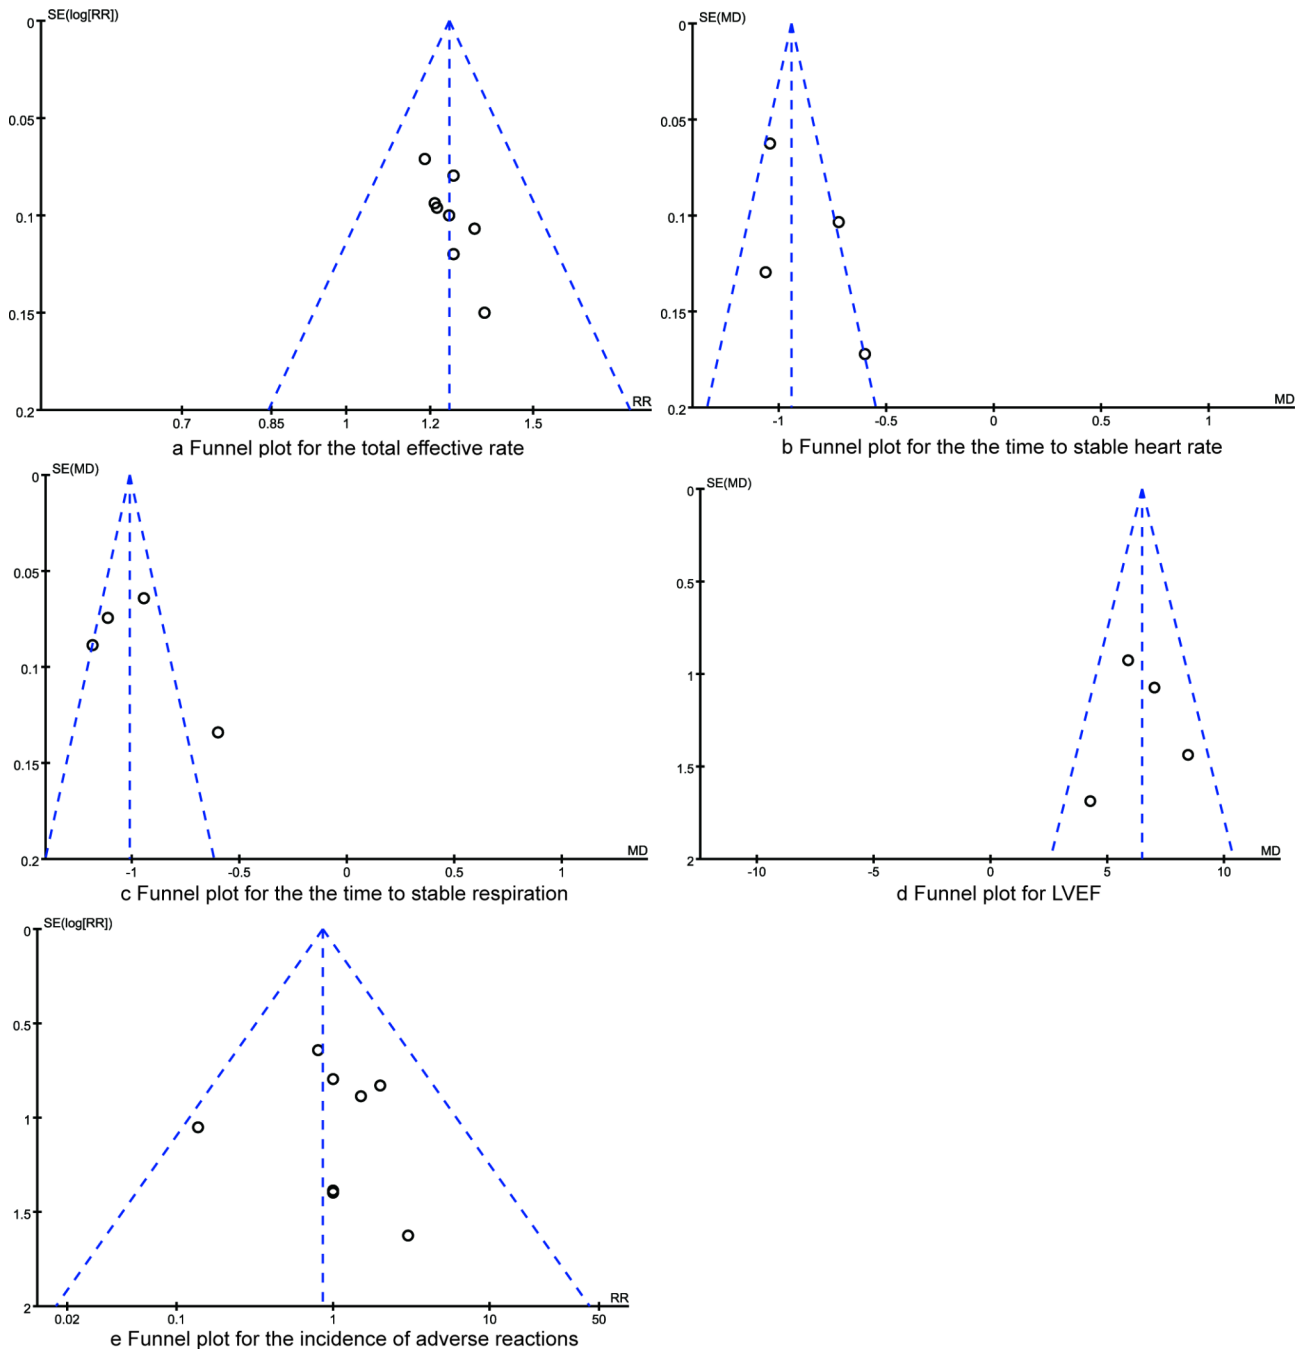 SE(log[RR])
0
0.05
0.1
0.15
0.2
RR
0.7 0.85 1 1.2 1.5
a Funnel plot for the total effective rate
SE(MD)
0
0.05
0.1
0.15
0.2
MD
-1 -0.5 0 0.5 1
b Funnel plot for the the time to stable heart rate
SE(MD)
0
0.05
0.1
0.15
0.2
MD
-1 -0.5 0 0.5 1
c Funnel plot for the the time to stable respiration
SE(MD)
0
0.5
1
1.5
2
MD
-10 -5 0 5 10
d Funnel plot for LVEF
SE(log[RR])
0
0.5
1
1.5
2
RR
0.02 0.1 1 10 50
e Funnel plot for the incidence of adverse reactions